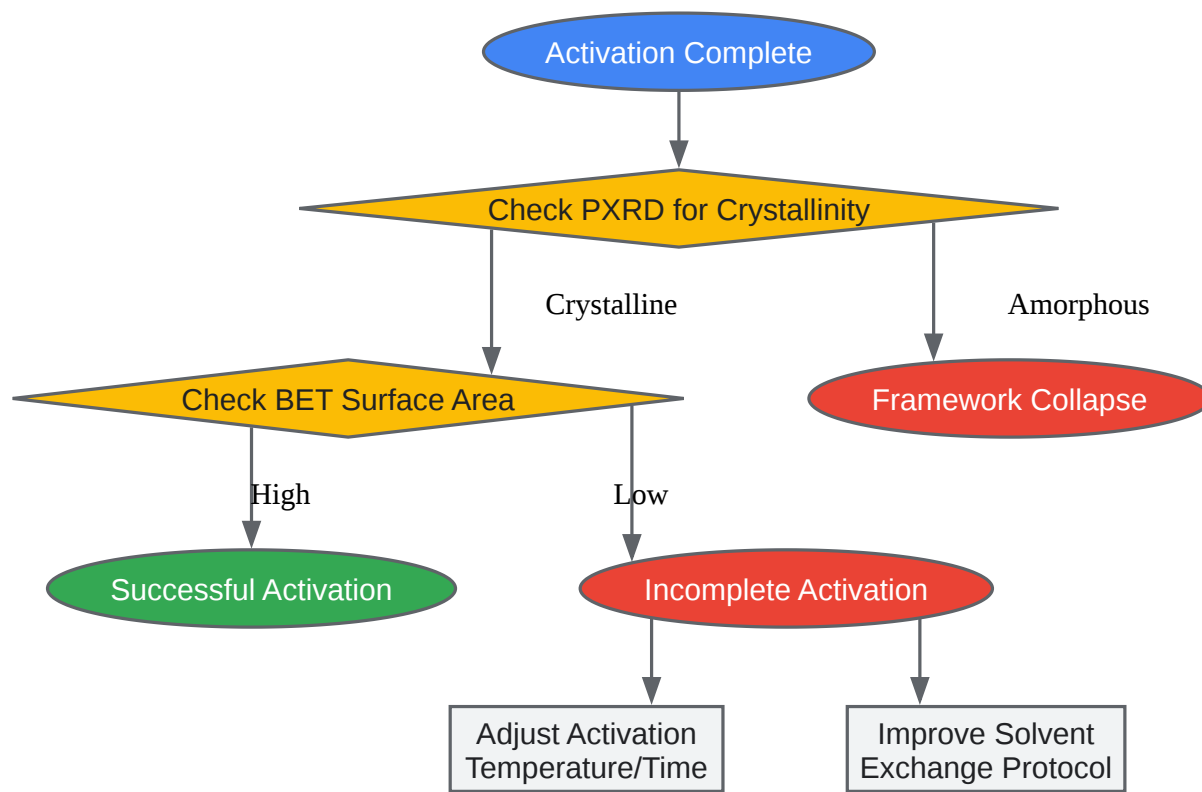 Activation Complete
Check PXRD for Crystallinity
Crystalline
Amorphous
Check BET Surface Area
Framework Collapse
High
Low
Successful Activation
Incomplete Activation
Adjust Activation
Temperature/Time
Improve Solvent
Exchange Protocol